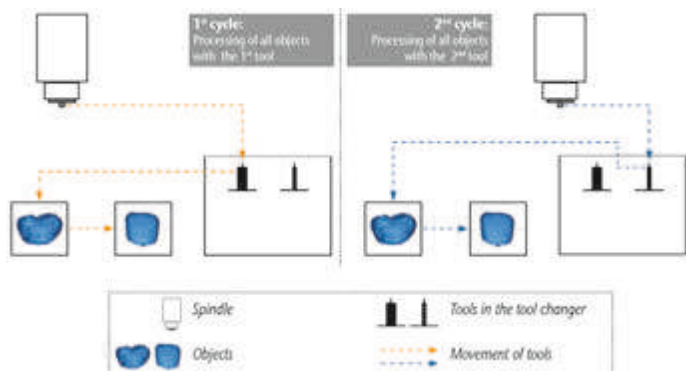 1st cycle:
Processing of all objects
with the 1st tool
2nd cycle:
Processing of all objects
with the 2nd tool
Spindle
Tools in the tool changer
Objects
Movement of tools